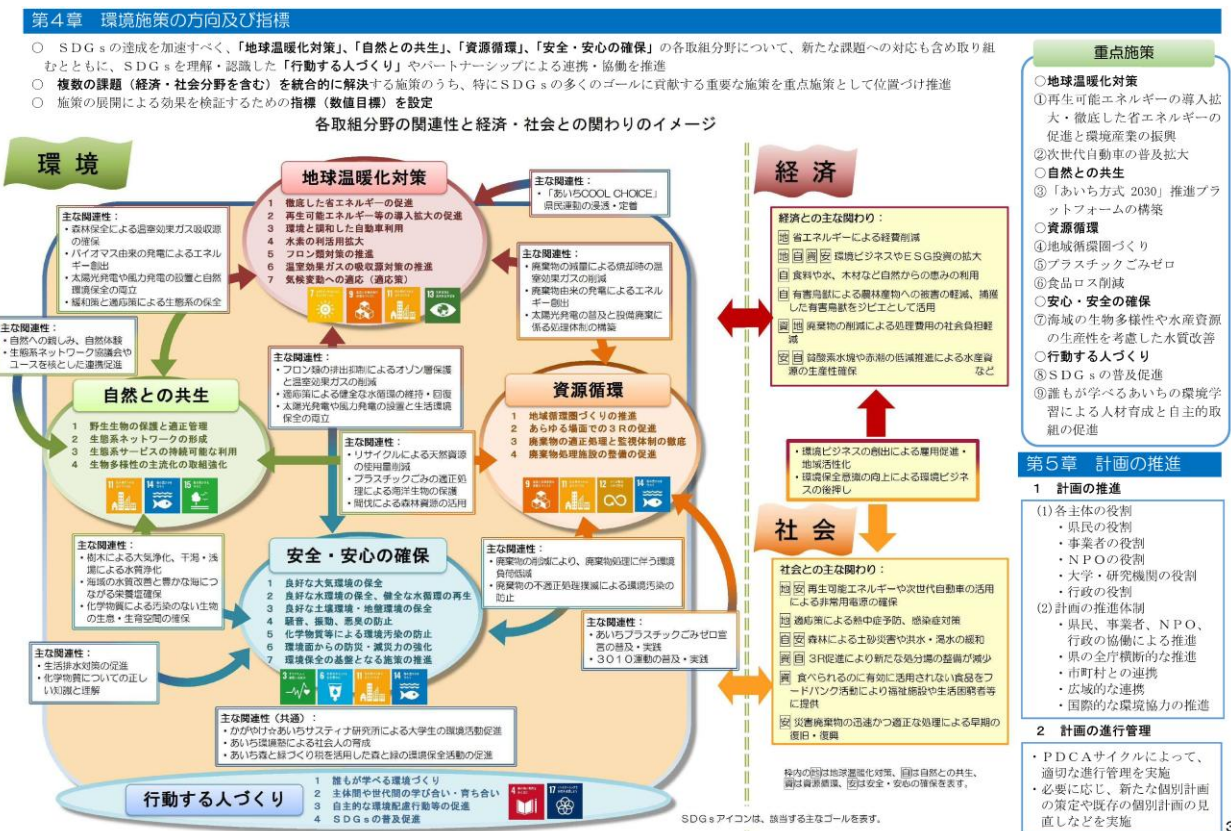 第４章　環境施策の方向及び指標
○　ＳＤＧｓの達成を加速すべく、「地球温暖化対策」、「自然との共生」、「資源循環」、「安全・安心の確保」の各取組分野について、新たな課題への対応も含め取り組
むとともに、ＳＤＧｓを理解・認識した「行動する人づくり」やパートナーシップによる連携・協働を推進
○　複数の課題（経済・社会分野を含む）を統合的に解決する施策のうち、特にＳＤＧｓの多くのゴールに貢献する重要な施策を重点施策として位置づけ推進
○　施策の展開による効果を検証するための指標（数値目標）を設定
各取組分野の関連性と経済・社会との関わりのイメージ
環 境
地球温暖化対策
1　徹底した省エネルギーの促進
2　再生可能エネルギー等の導入拡大の促進
3　環境と調和した自動車利用
4　水素の利活用拡大
5　フロン類対策の推進
6　温室効果ガスの吸収源対策の推進
7　気候変動への適応（適応策）
7
9
11
13
主な関連性：
・「あいちCOOL CHOICE」
県民運動の浸透・定着
主な関連性：
・森林保全による温室効果ガス吸収源
の確保
・バイオマス由来の発電によるエネル
ギー創出
・太陽光発電や風力発電の設置と自然
環境保全の両立
・緩和策と適応策による生態系の保全
主な関連性：
・廃棄物の減量による焼却時の温
室効果ガスの削減
・廃棄物由来の発電によるエネル
ギー創出
・太陽光発電の普及と設備廃棄に
係る処理体制の構築
主な関連性：
・自然への親しみ、自然体験
・生態系ネットワーク協議会や
ユースを核とした連携促進
主な関連性：
・フロン類の排出抑制によるオゾン層保護
と温室効果ガスの削減
・適応策による健全な水循環の維持・回復
・太陽光発電や風力発電の設置と生活環境
保全の両立
自然との共生
1　野生生物の保護と適正管理
2　生態系ネットワークの形成
3　生態系サービスの持続可能な利用
4　生物多様性の主流化の取組強化
11
14
15
資源循環
1　地域循環圏づくりの推進
2　あらゆる場面での３Ｒの促進
3　廃棄物の適正処理と監視体制の徹底
4　廃棄物処理施設の整備の促進
9
11
12
14
主な関連性：
・リサイクルによる天然資源
の使用量削減
・プラスチックごみの適正処
理による海洋生物の保護
・間伐による森林資源の活用
主な関連性：
・樹木による大気浄化、干潟・浅
場による水質浄化
・海域の水質改善と豊かな海につ
ながる栄養塩確保
・化学物質による汚染のない生物
の生息・生育空間の確保
安全・安心の確保
1　良好な大気環境の保全
2　良好な水環境の保全、健全な水循環の再生
3　良好な土壌環境・地盤環境の保全
4　騒音、振動、悪臭の防止
5　化学物質等による環境汚染の防止
6　環境面からの防災・減災力の強化
7　環境保全の基盤となる施策の推進
3
6
11
14
主な関連性：
・廃棄物の削減により、廃棄物処理に伴う環境
負荷低減
・廃棄物の不適正処理撲滅による環境汚染の
防止
主な関連性：
・あいちプラスチックごみゼロ宣
言の普及・実践
・３０１０運動の普及・実践
主な関連性：
・生活排水対策の促進
・化学物質についての正し
い知識と理解
主な関連性（共通）：
・かがやけ☆あいちサスティナ研究所による大学生の環境活動促進
・あいち環境塾による社会人の育成
・あいち森と緑づくり税を活用した森と緑の環境保全活動の促進
行動する人づくり
1　誰もが学べる環境づくり
2　主体間や世代間の学び合い・育ち合い
3　自主的な環境配慮行動等の促進
4　ＳＤＧｓの普及促進
4
17
ＳＤＧｓアイコンは、該当する主なゴールを表す。
経 済
経済との主な関わり：
地 省エネルギーによる経費削減
地 自 資 安 環境ビジネスやＥＳＧ投資の拡大
自 食料や水、木材など自然からの恵みの利用
自 有害鳥獣による農林産物への被害の軽減、捕獲
した有害鳥獣をジビエとして活用
資 地 廃棄物の削減による処理費用の社会負担軽
減
安 自 貧酸素水塊や赤潮の低減推進による水産資
源の生産性確保　など
・環境ビジネスの創出による雇用促進・
地域活性化
・環境保全意識の向上による環境ビジネ
スの後押し
社 会
社会との主な関わり：
地 安 再生可能エネルギーや次世代自動車の活用
による非常用電源の確保
地 適応策による熱中症予防、感染症対策
自 安 森林による土砂災害や洪水・渇水の緩和
資 自 3R促進により新たな処分場の整備が減少
資 食べられるのに有効に活用されない食品をフ
ードバンク活動により福祉施設や生活困窮者等
に提供
安 災害廃棄物の迅速かつ適正な処理による早期の
復旧・復興
枠内の地は地球温暖化対策、自は自然との共生、
資は資源循環、安は安全・安心の確保を表す。
重点施策
○地球温暖化対策
①再生可能エネルギーの導入拡
大・徹底した省エネルギーの
促進と環境産業の振興
②次世代自動車の普及拡大
○自然との共生
③「あいち方式 2030」推進プラ
ットフォームの構築
○資源循環
④地域循環圏づくり
⑤プラスチックごみゼロ
⑥食品ロス削減
○安心・安全の確保
⑦海域の生物多様性や水産資源
の生産性を考慮した水質改善
○行動する人づくり
⑧ＳＤＧｓの普及促進
⑨誰もが学べるあいちの環境学
習による人材育成と自主的取
組の促進
第５章　計画の推進
1　計画の推進
(1) 各主体の役割
・県民の役割
・事業者の役割
・ＮＰＯの役割
・大学・研究機関の役割
・行政の役割
(2) 計画の推進体制
・県民、事業者、ＮＰＯ、
行政の協働による推進
・県の全庁横断的な推進
・市町村との連携
・広域的な連携
・国際的な環境協力の推進
2　計画の進行管理
・ＰＤＣＡサイクルによって、
適切な進行管理を実施
・必要に応じ、新たな個別計画
の策定や既存の個別計画の見
直しなどを実施
3